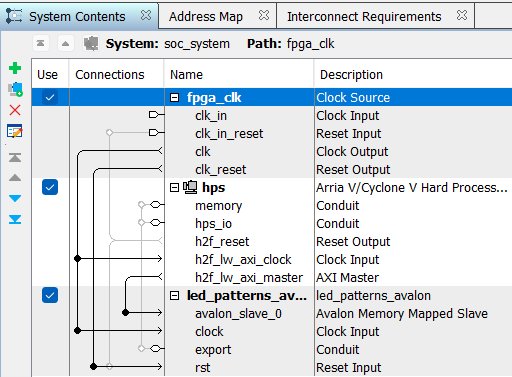 System Contents Address Map Interconnect Requirements
System: soc_system Path: fpga_clk
Use Connections Name Description
fpga_clk Clock Source
clk_in Clock Input
clk_in_reset Reset Input
clk Clock Output
clk_reset Reset Output
hps Arria V/Cyclone V Hard Process...
memory Conduit
hps_io Conduit
h2f_reset Reset Output
h2f_lw_axi_clock Clock Input
h2f_lw_axi_master AXI Master
led_patterns_av... led_patterns_avalon
avalon_slave_0 Avalon Memory Mapped Slave
clock Clock Input
export Conduit
rst Reset Input